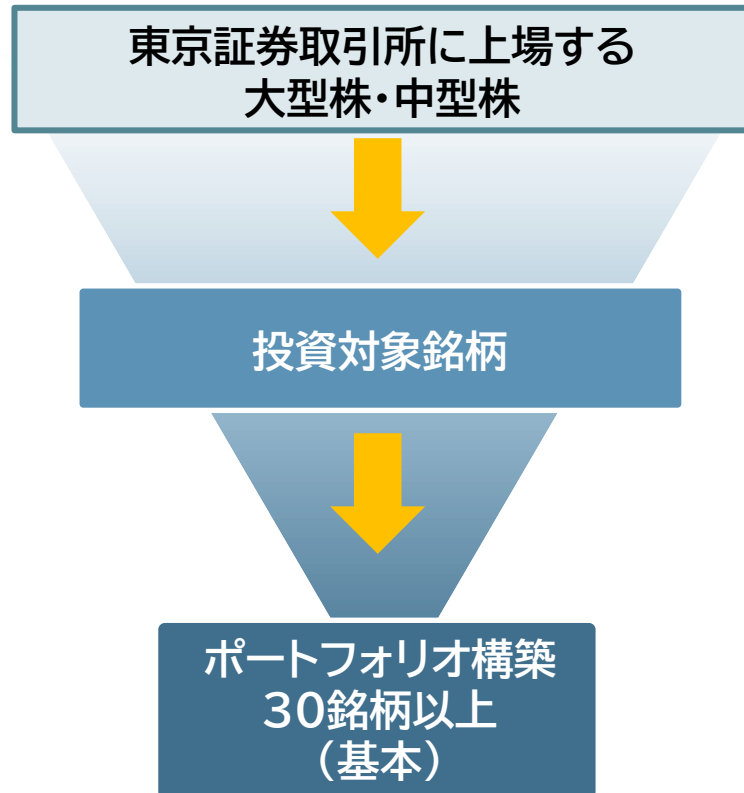 東京証券取引所に上場する
大型株・中型株
投資対象銘柄
ポートフォリオ構築
30銘柄以上
（基本）